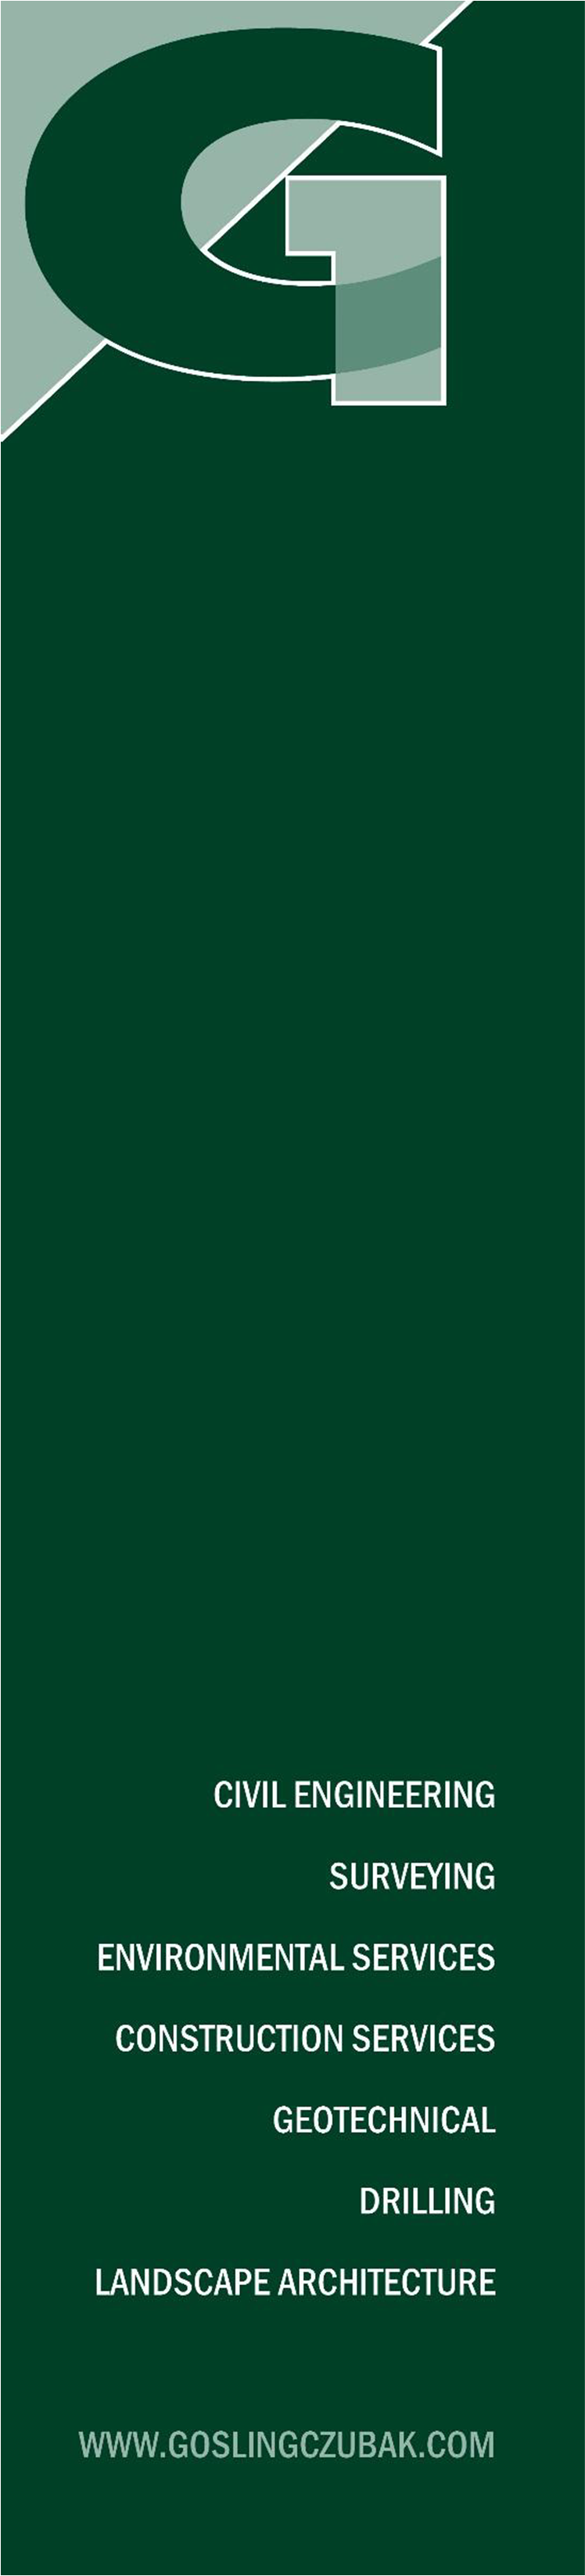 G
CIVIL ENGINEERING
SURVEYING
ENVIRONMENTAL SERVICES
CONSTRUCTION SERVICES
GEOTECHNICAL
DRILLING
LANDSCAPE ARCHITECTURE
WWW.GOSLINGCZUBAK.COM